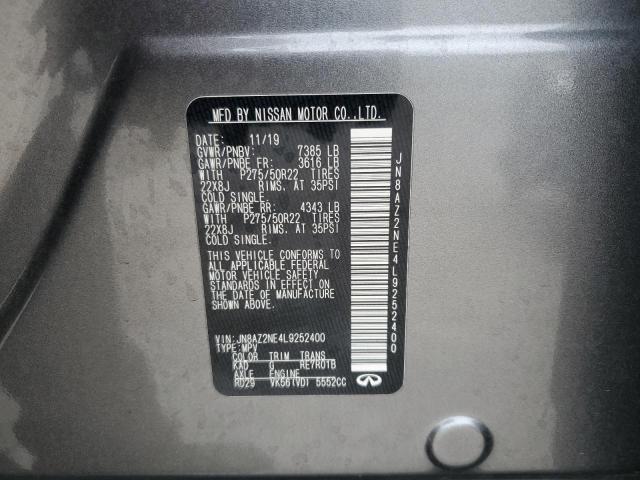 MFD BY NISSAN MOTOR CO.,LTD.
DATE: 11/19
GVWR/PNBV: 7385 LB
GAWR/PNBE FR: 3616 LB
WITH P275/50R22 TIRES
22X8J RIMS. AT 35PSI
COLD SINGLE.
GAWR/PNBE RR: 4343 LB
WITH P275/50R22 TIRES
22X8J RIMS. AT 35PSI
COLD SINGLE.
THIS VEHICLE CONFORMS TO
ALL APPLICABLE FEDERAL
MOTOR VEHICLE SAFETY
STANDARDS IN EFFECT ON
THE DATE OF MANUFACTURE
SHOWN ABOVE.
VIN: JN8AZ2NE4L9252400
TYPE: MPV
COLOR TRIM TRANS
KAD G RE7R01B
AXLE ENGINE
RD29 VK56(VD) 5552CC
JN8AZ2NE4L9252400